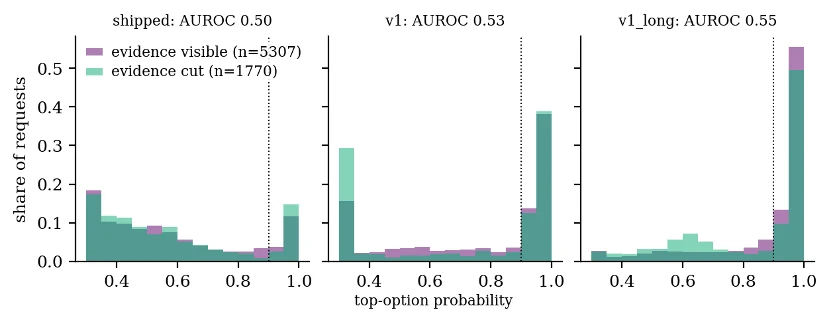 shipped: AUROC 0.50
v1: AUROC 0.53
v1_long: AUROC 0.55
evidence visible (n=5307)
evidence cut (n=1770)
share of requests
0.5
0.4
0.3
0.2
0.1
0.0
0.4 0.6 0.8 1.0
0.4 0.6 0.8 1.0
0.4 0.6 0.8 1.0
top-option probability